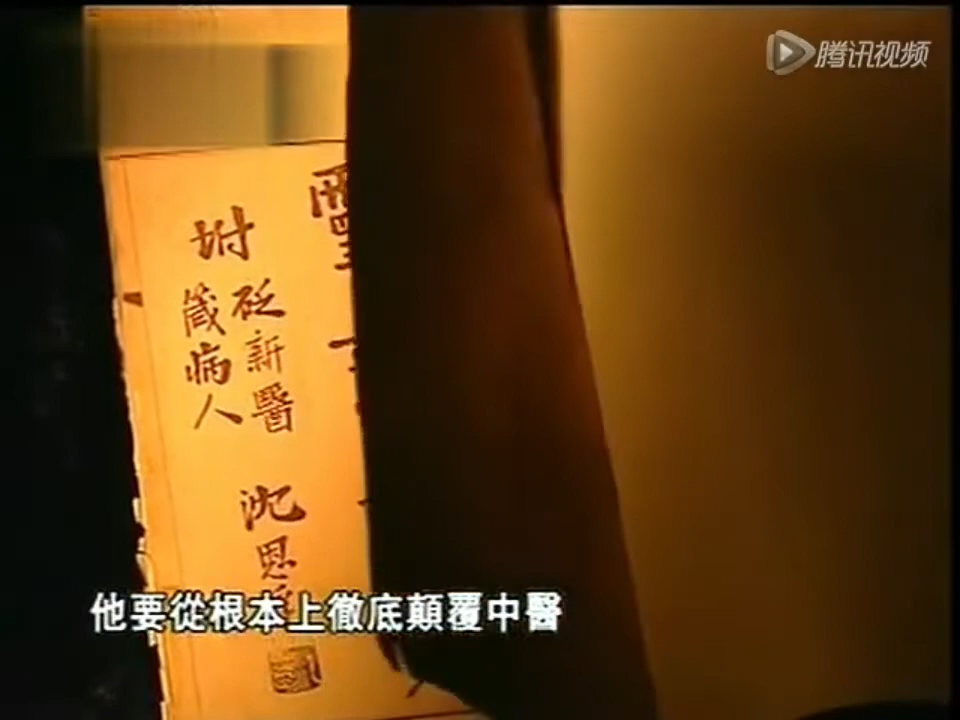 腾讯视频
靈
坿
砭新醫
箴病人
沈恩
他要從根本上徹底顛覆中醫